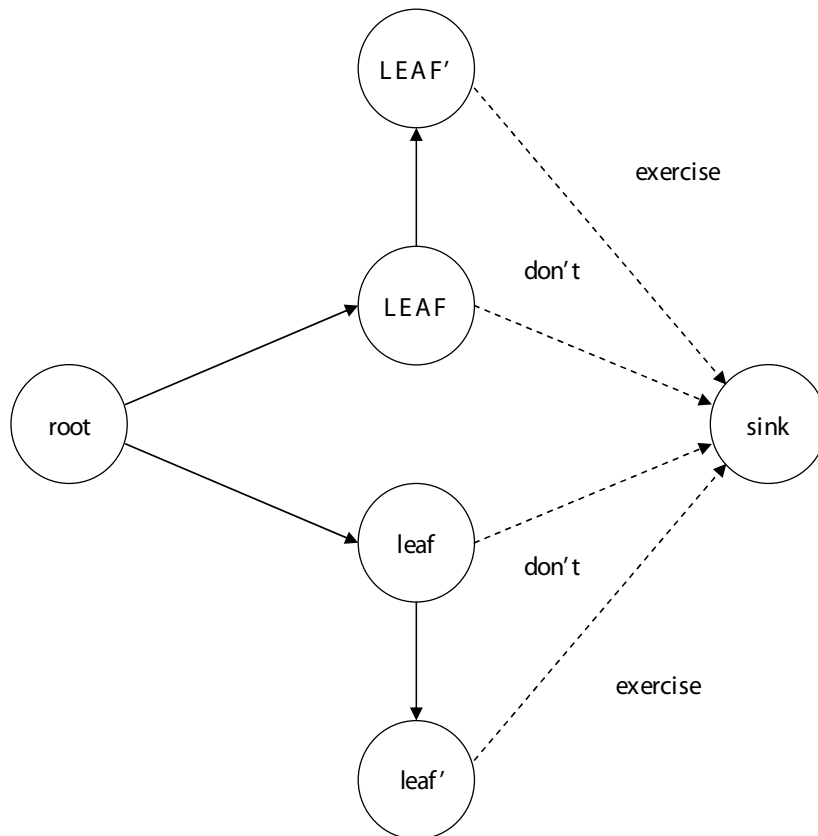 LEAF’
exercise
don’t
LEAF
root
sink
leaf
don’t
exercise
leaf’